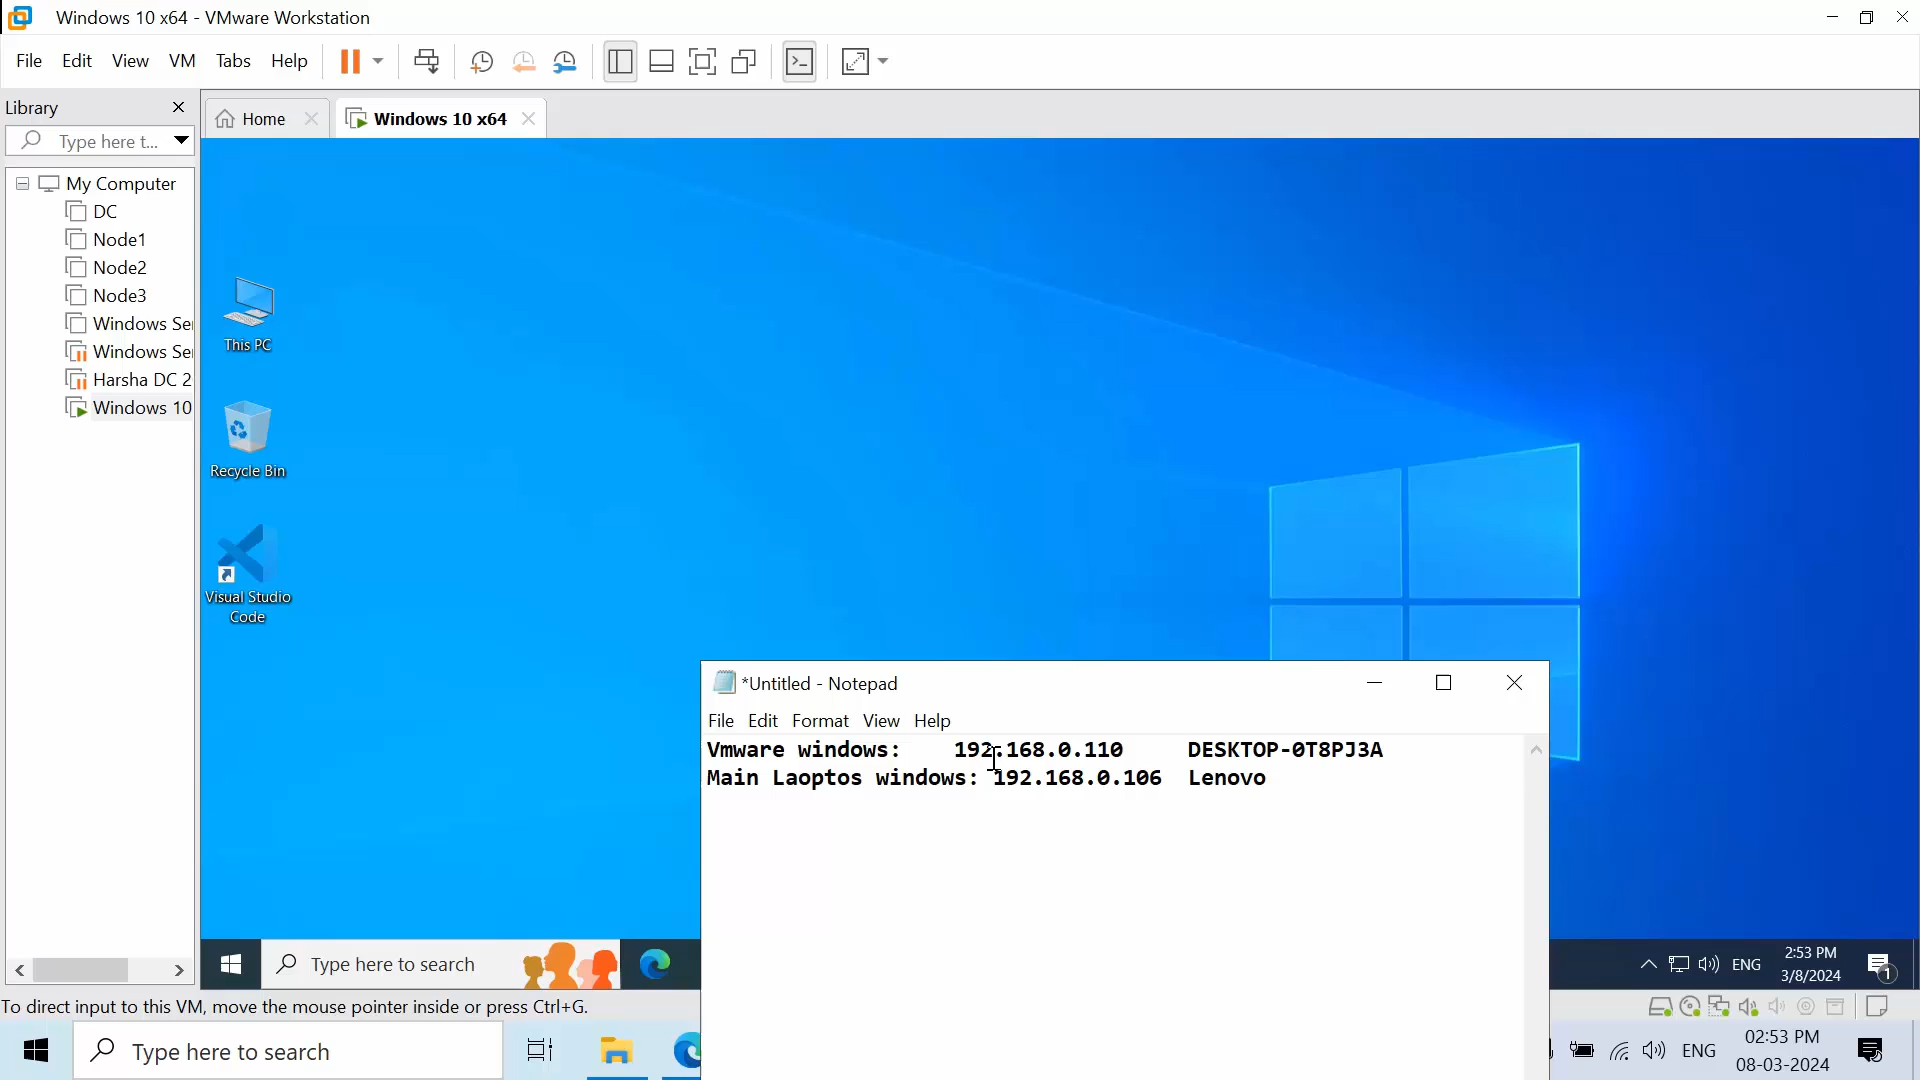 Windows 10 x64 - VMware Workstation
File Edit View VM Tabs Help
Library
Type here t...
Home
Windows 10 x64
My Computer
DC
Node1
Node2
Node3
Windows Se
Windows Se
Harsha DC 2
Windows 10
This PC
Recycle Bin
Visual Studio
Code
*Untitled - Notepad
File Edit Format View Help
Vmware windows: 192.168.0.110 DESKTOP-0T8PJ3A
Main Laoptos windows: 192.168.0.106 Lenovo
Type here to search
ENG
2:53 PM
3/8/2024
1
To direct input to this VM, move the mouse pointer inside or press Ctrl+G.
Type here to search
ENG
02:53 PM
08-03-2024